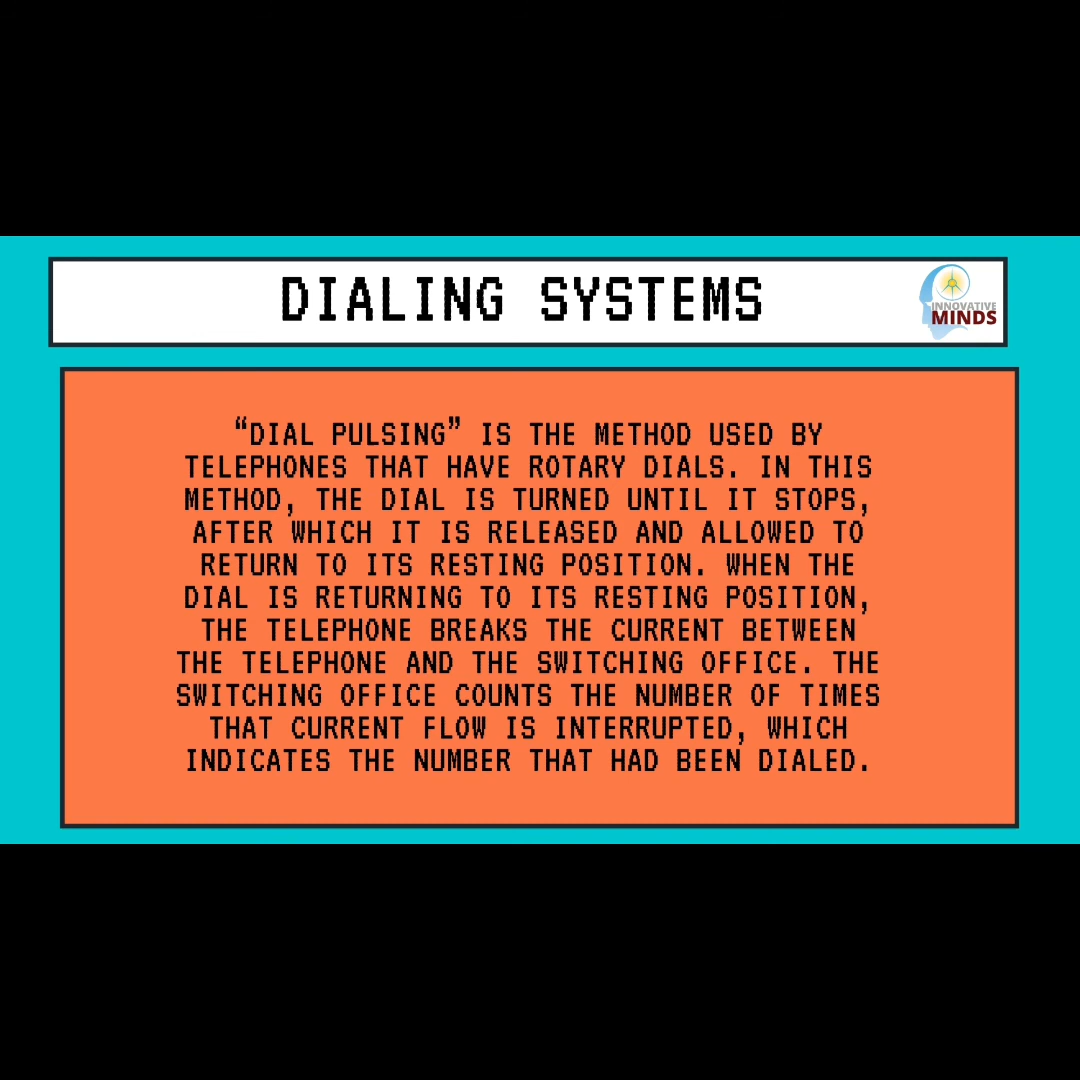 DIALING SYSTEMS
INNOVATIVE
MINDS
“DIAL PULSING” IS THE METHOD USED BY
TELEPHONES THAT HAVE ROTARY DIALS. IN THIS
METHOD, THE DIAL IS TURNED UNTIL IT STOPS,
AFTER WHICH IT IS RELEASED AND ALLOWED TO
RETURN TO ITS RESTING POSITION. WHEN THE
DIAL IS RETURNING TO ITS RESTING POSITION,
THE TELEPHONE BREAKS THE CURRENT BETWEEN
THE TELEPHONE AND THE SWITCHING OFFICE. THE
SWITCHING OFFICE COUNTS THE NUMBER OF TIMES
THAT CURRENT FLOW IS INTERRUPTED, WHICH
INDICATES THE NUMBER THAT HAD BEEN DIALED.